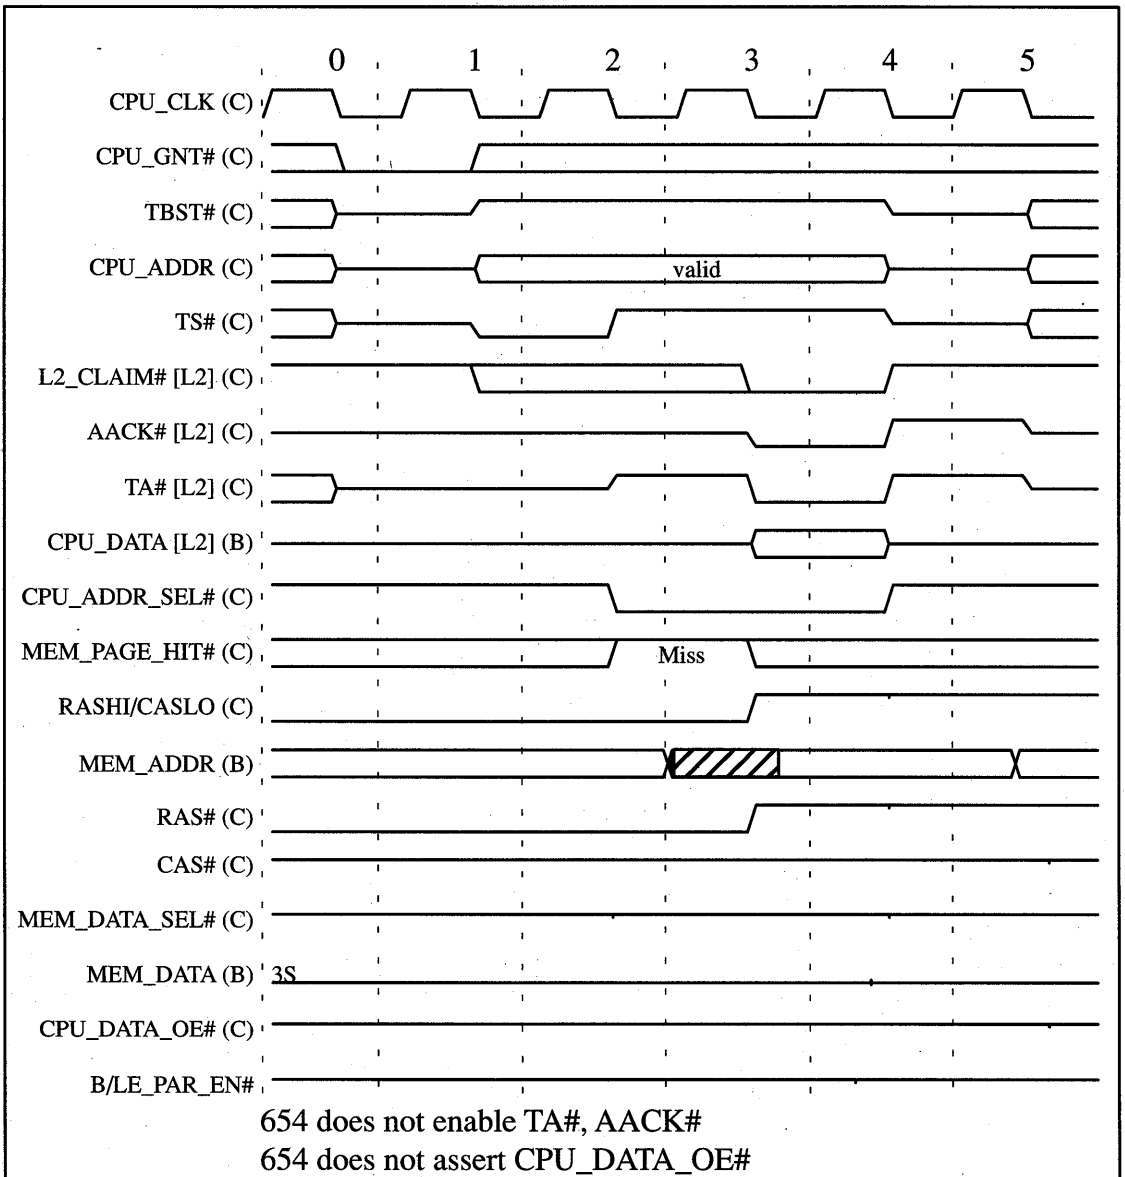 0 1 2 3 4 5
CPU_CLK (C)
CPU_GNT# (C)
TBST# (C)
CPU_ADDR (C) valid
TS# (C)
L2_CLAIM# [L2] (C)
AACK# [L2] (C)
TA# [L2] (C)
CPU_DATA [L2] (B)
CPU_ADDR_SEL# (C)
MEM_PAGE_HIT# (C) Miss
RASHI/CASLO (C)
MEM_ADDR (B)
RAS# (C)
CAS# (C)
MEM_DATA_SEL# (C)
MEM_DATA (B) 3S
CPU_DATA_OE# (C)
B/LE_PAR_EN#
654 does not enable TA#, AACK#
654 does not assert CPU_DATA_OE#